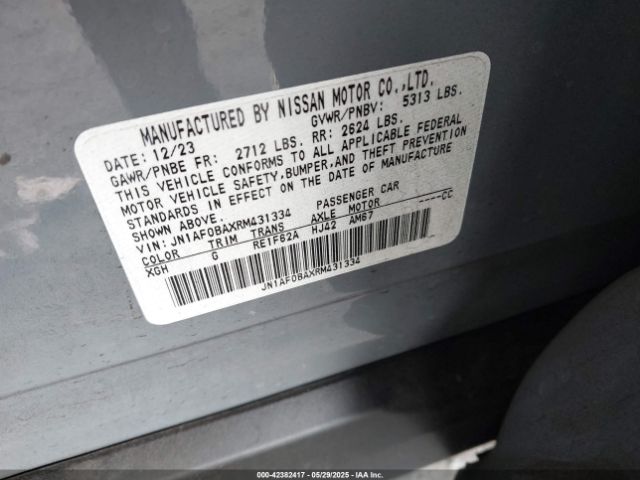 MANUFACTURED BY NISSAN MOTOR CO.,LTD.
DATE: 12/23 GVWR/PNBV: 5313 LBS.
GAWR/PNBE FR: 2712 LBS. RR: 2624 LBS.
THIS VEHICLE CONFORMS TO ALL APPLICABLE FEDERAL
MOTOR VEHICLE SAFETY,BUMPER,AND THEFT PREVENTION
STANDARDS IN EFFECT ON THE DATE OF MANUFACTURE
SHOWN ABOVE.
VIN: JN1AF0BAXRM431334 PASSENGER CAR
COLOR TRIM TRANS AXLE MOTOR ----CC
XGH G RE1F62A HJ42 AM67
JN1AF0BAXRM431334
000-42382417 - 05/29/2025 - IAAI.COM